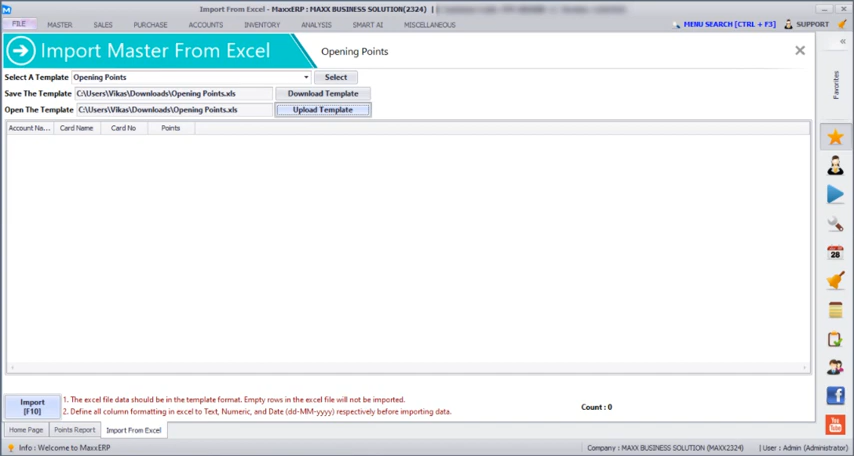 Import From Excel - MaxxERP : MAXX BUSINESS SOLUTION(2324) |
FILE MASTER SALES PURCHASE ACCOUNTS INVENTORY ANALYSIS SMART AI MISCELLANEOUS MENU SEARCH [CTRL + F3] SUPPORT
Import Master From Excel Opening Points
Select A Template Opening Points Select
Save The Template C:\Users\Vikas\Downloads\Opening Points.xls Download Template
Open The Template C:\Users\Vikas\Downloads\Opening Points.xls Upload Template
Favorites
Account Na... Card Name Card No Points
28
Import
[F10]
1. The excel file data should be in the template format. Empty rows in the excel file will not be imported.
2. Define all column formatting in excel to Text, Numeric, and Date (dd-MM-yyyy) respectively before importing data.
Count : 0
You
Tube
Home Page Points Report Import From Excel
Info : Welcome to MaxxERP Company : MAXX BUSINESS SOLUTION (MAXX2324) | User : Admin (Administrator)